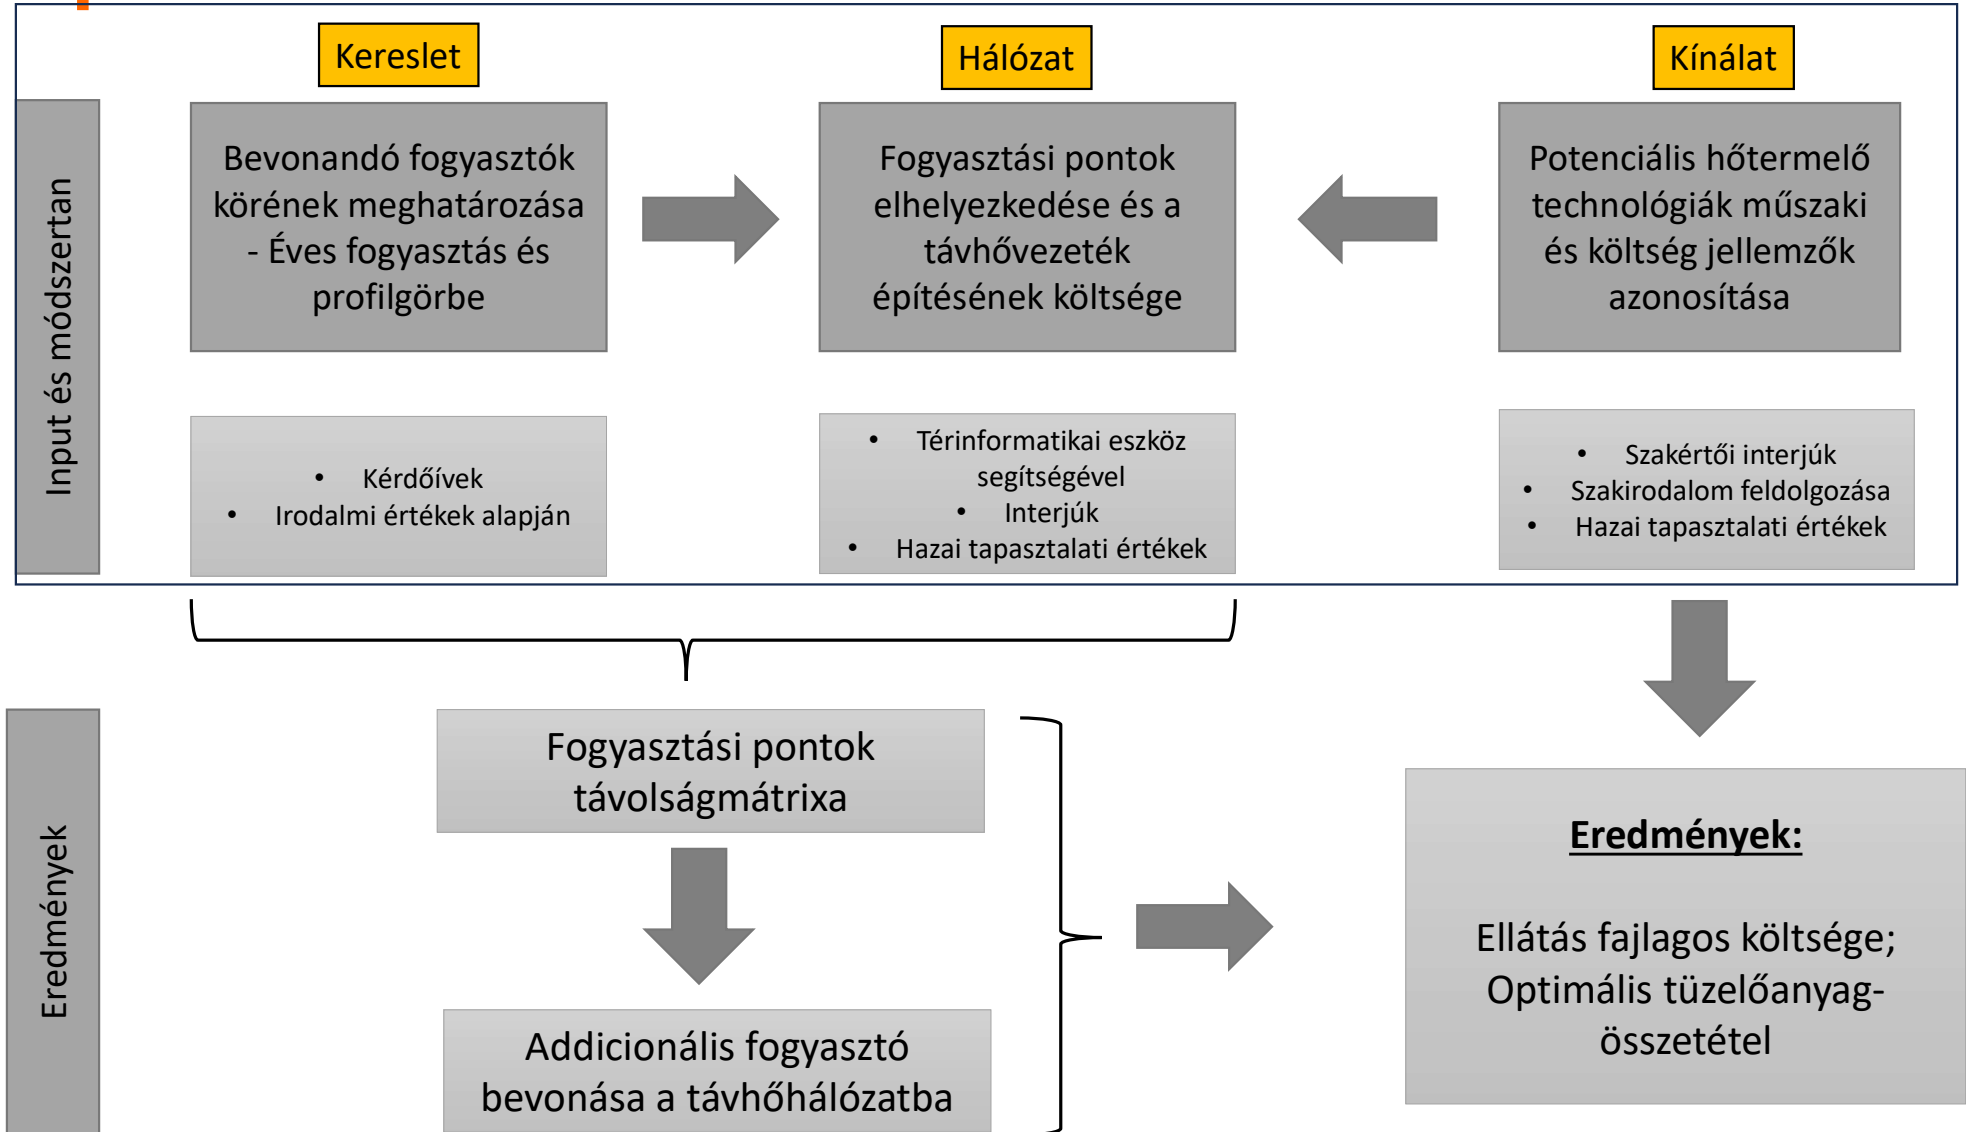 Kereslet
Hálózat
Kínálat
Input és módszertan
Bevonandó fogyasztók
körének meghatározása
- Éves fogyasztás és
profilgörbe
Fogyasztási pontok
elhelyezkedése és a
távhővezeték
építésének költsége
Potenciális hőtermelő
technológiák műszaki
és költség jellemzők
azonosítása
• Kérdőívek
• Irodalmi értékek alapján
• Térinformatikai eszköz
segítségével
• Interjúk
• Hazai tapasztalati értékek
• Szakértői interjúk
• Szakirodalom feldolgozása
• Hazai tapasztalati értékek
Eredmények
Fogyasztási pontok
távolságmátrixa
Addicionális fogyasztó
bevonása a távhőhálózatba
Eredmények:
Ellátás fajlagos költsége;
Optimális tüzelőanyag-
összetétel